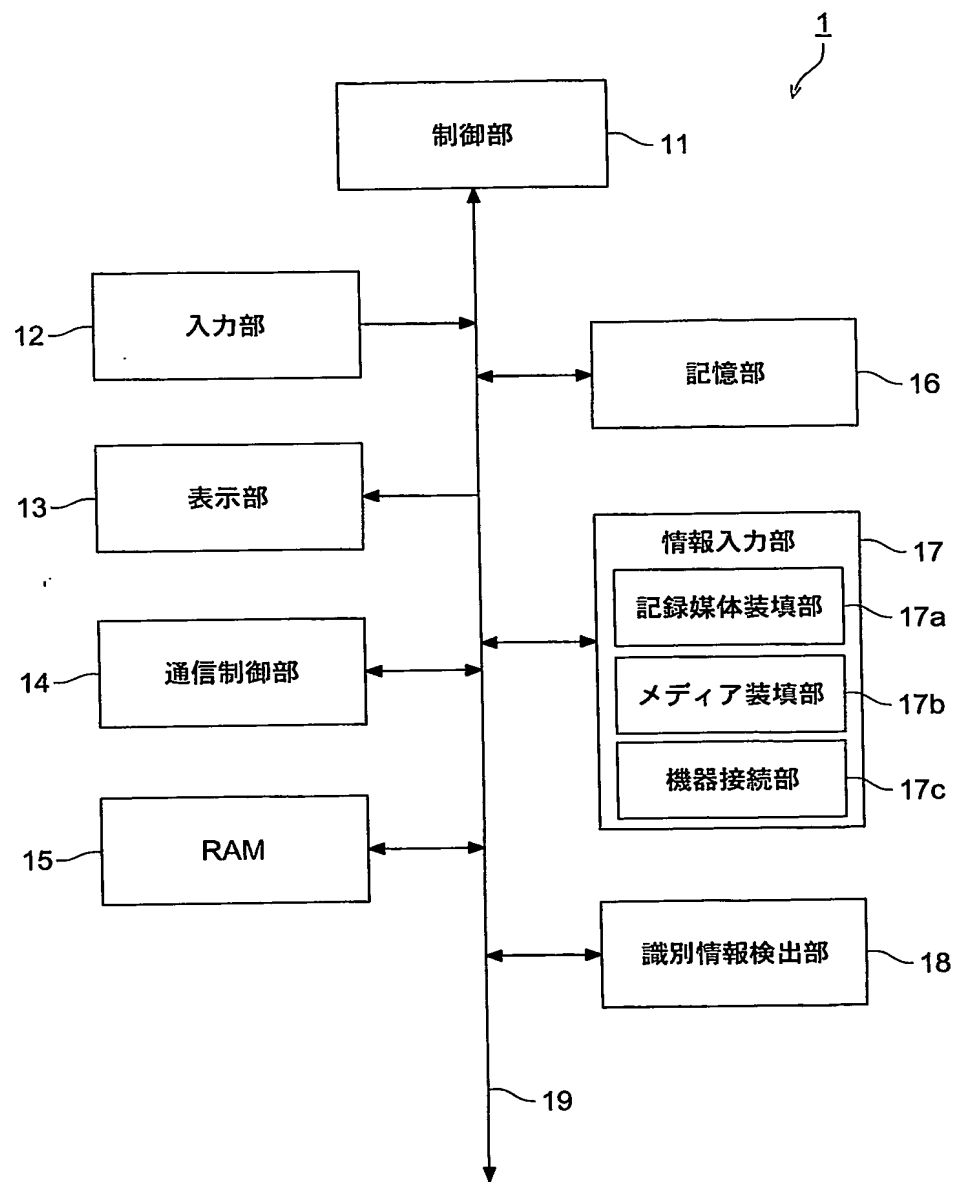 1
制御部
11
入力部
12
記憶部
16
表示部
13
情報入力部
17
記録媒体装填部
17a
メディア装填部
17b
機器接続部
17c
通信制御部
14
RAM
15
識別情報検出部
18
19